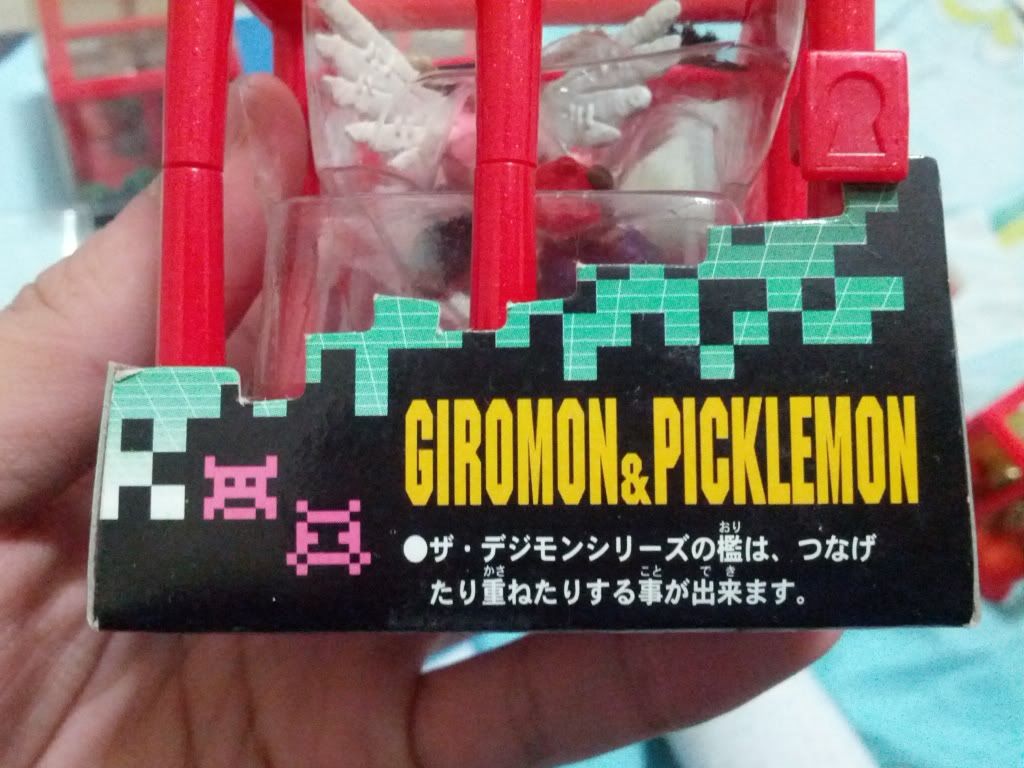 GIROMON&PICKLEMON
●ザ・デジモンシリーズの檻は、つなげ
たり重ねたりする事が出来ます。